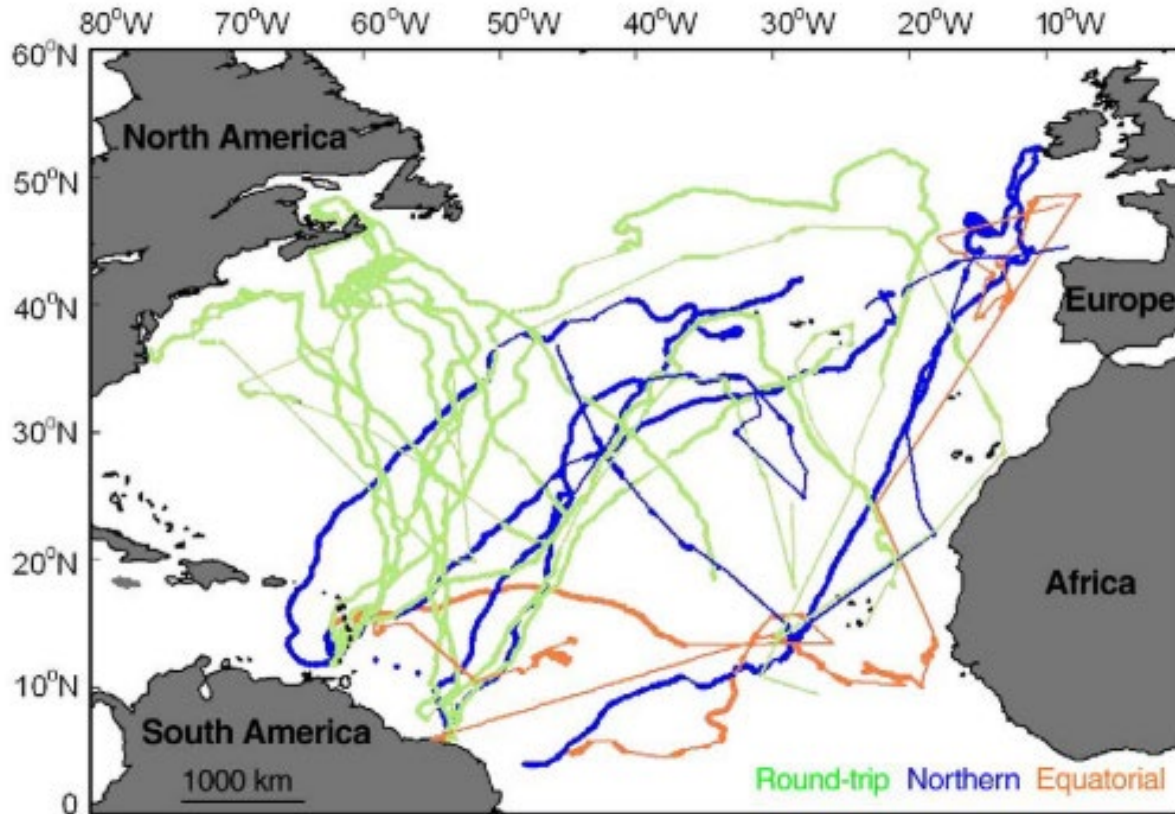 80°W 70°W 60°W 50°W 40°W 30°W 20°W 10°W
60°N
North America
50°N
40°N
Europe
30°N
20°N
Africa
10°N
South America
1000 km
Round-trip Northern Equatorial
0